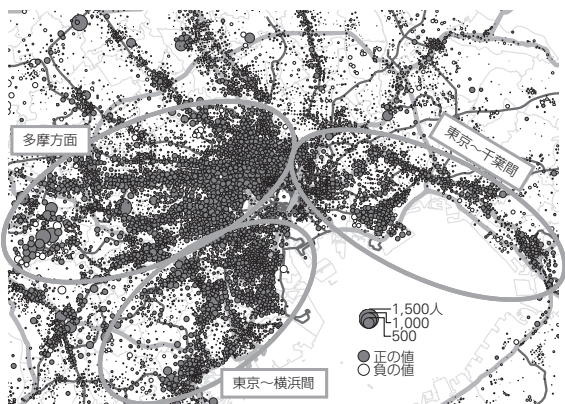 多摩方面
東京～千葉間
1,500人
1,000
500
正の値
負の値
東京～横浜間